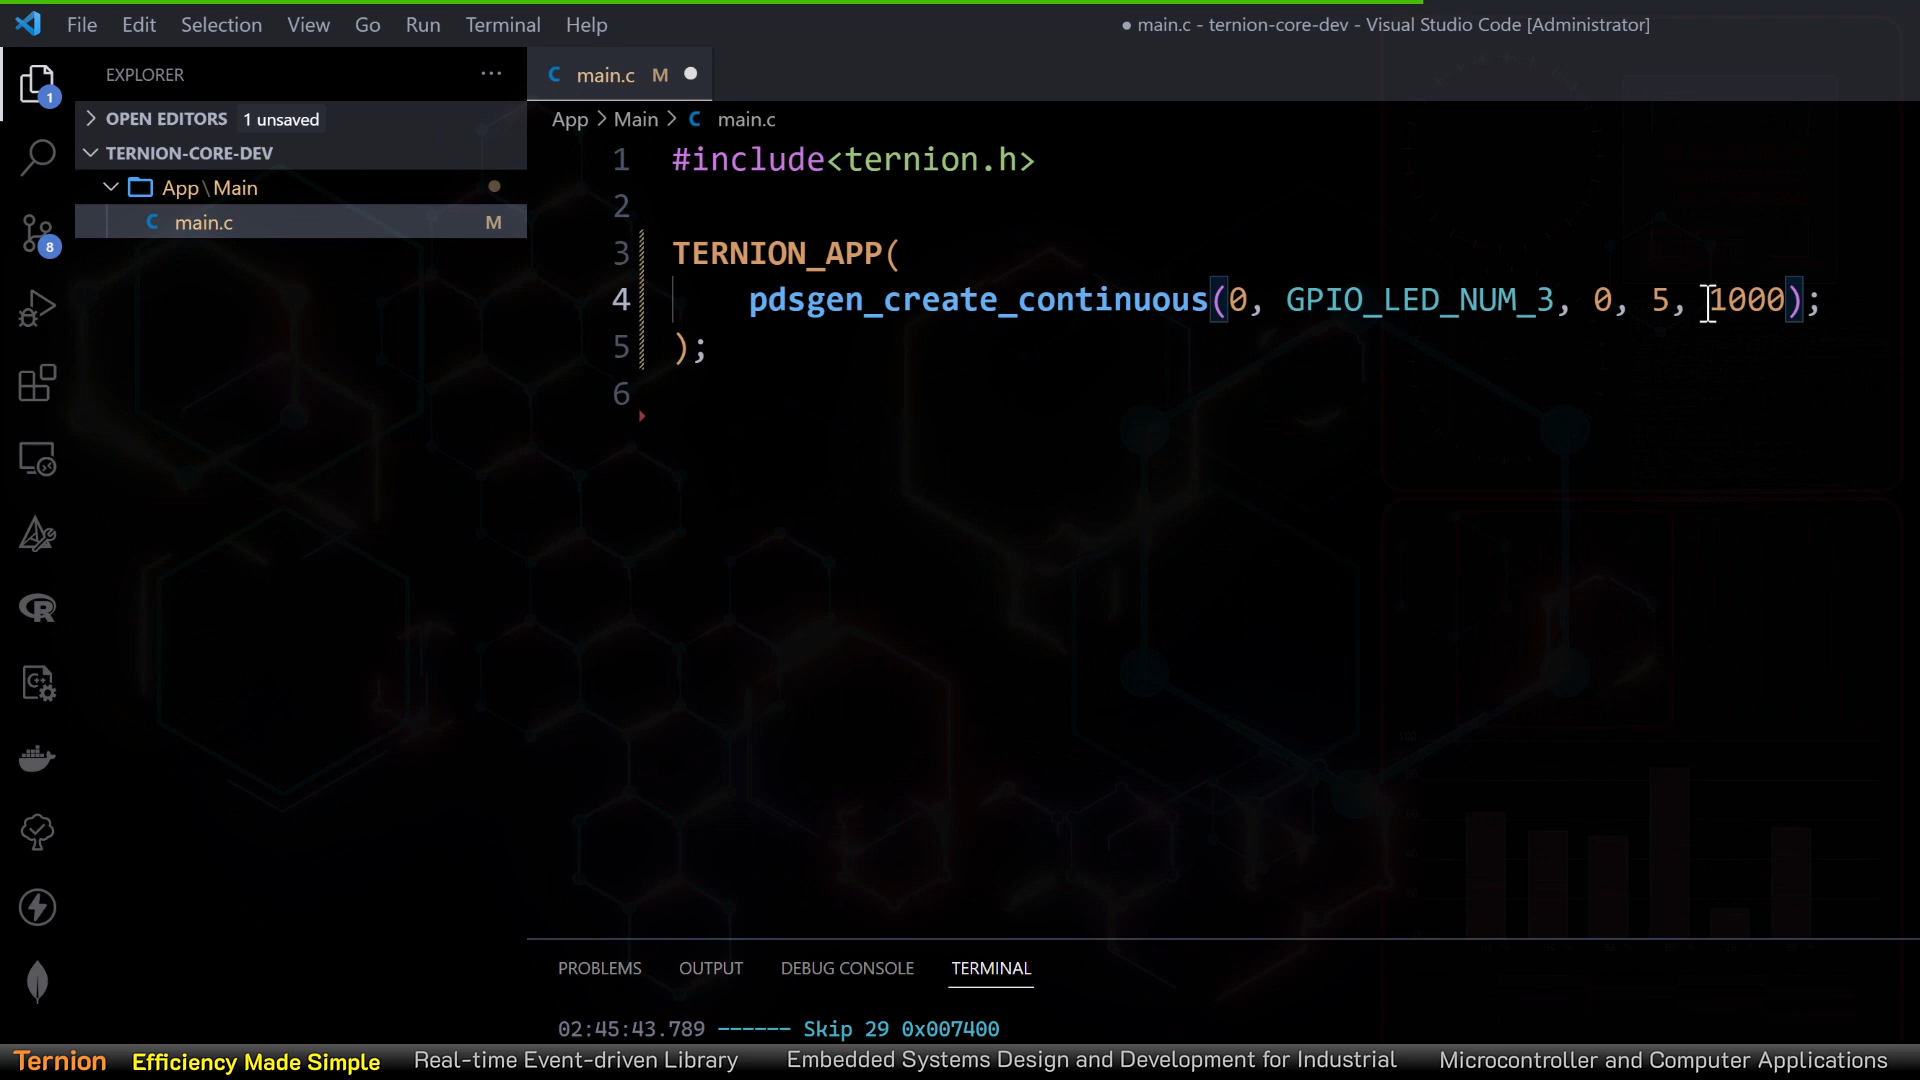 File Edit Selection View Go Run Terminal Help
● main.c - ternion-core-dev - Visual Studio Code [Administrator]
EXPLORER ···
main.c M ●
1
OPEN EDITORS 1 unsaved
App > Main > C main.c
TERNION-CORE-DEV
App\Main
C main.c M
8
1 #include<ternion.h>
2
3 TERNION_APP(
4 pdsgen_create_continuous(0, GPIO_LED_NUM_3, 0, 5, 1000);
5 );
6
PROBLEMS OUTPUT DEBUG CONSOLE TERMINAL
02:45:43.789 ------ Skip 29 0x007400
Ternion Efficiency Made Simple Real-time Event-driven Library Embedded Systems Design and Development for Industrial Microcontroller and Computer Applications